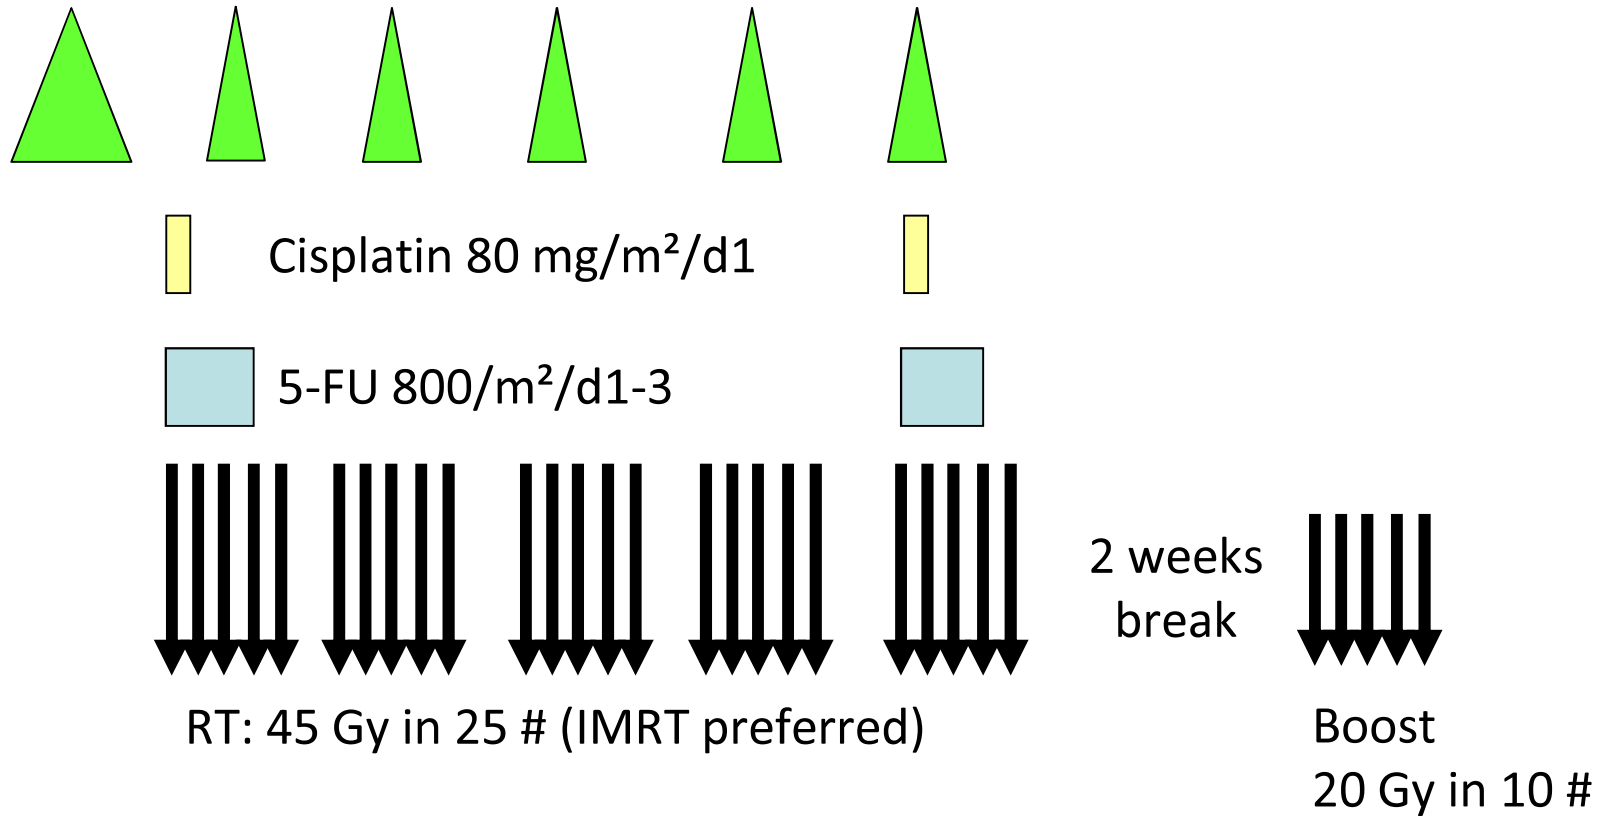 Cisplatin 80 mg/m²/d1
5-FU 800/m²/d1-3
2 weeks
break
RT: 45 Gy in 25 # (IMRT preferred)
Boost
20 Gy in 10 #